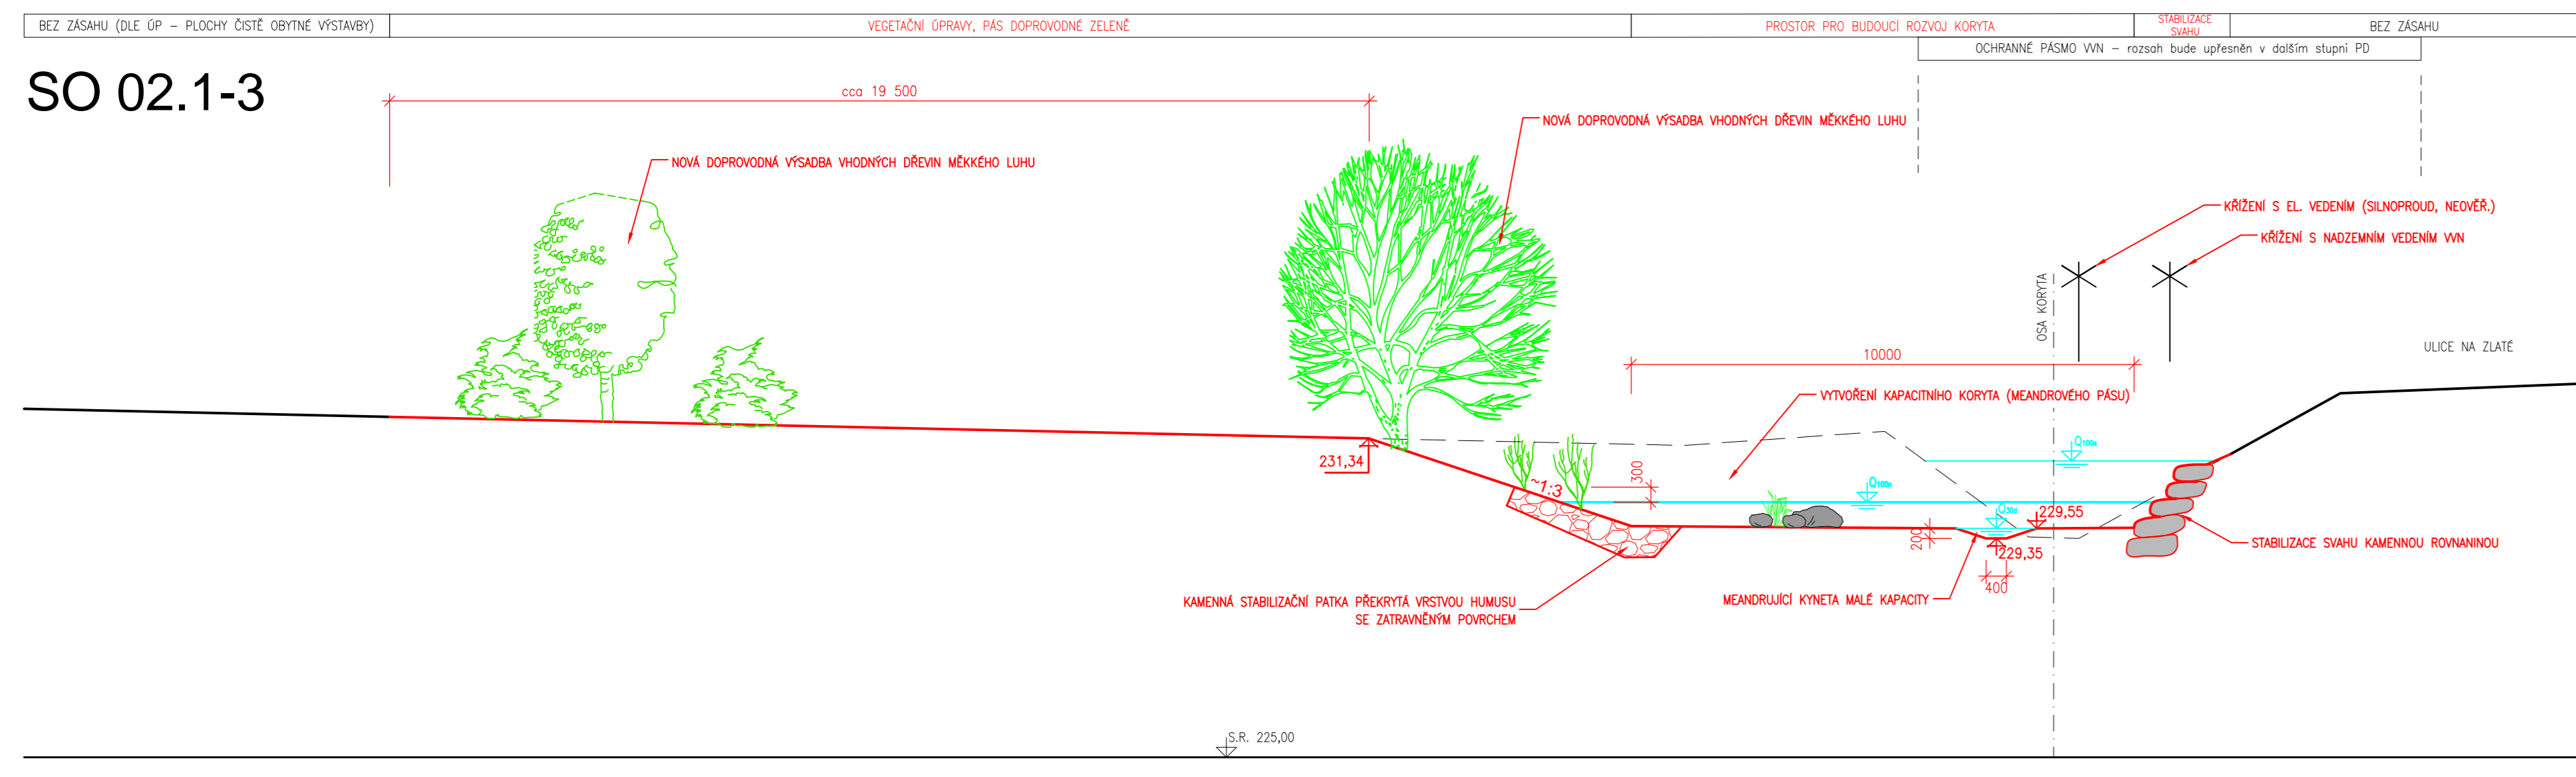 BEZ ZÁSAHU (DLE ÚP – PLOCHY ČISTĚ OBYTNÉ VÝSTAVBY)
VEGETAČNÍ ÚPRAVY, PÁS DOPROVODNÉ ZELENĚ
PROSTOR PRO BUDOUCÍ ROZVOJ KORYTA
STABILIZACE
SVAHU
BEZ ZÁSAHU
OCHRANNÉ PÁSMO VVN – rozsah bude upřesněn v dalším stupni PD
SO 02.1-3
cca 19 500
NOVÁ DOPROVODNÁ VÝSADBA VHODNÝCH DŘEVIN MĚKKÉHO LUHU
NOVÁ DOPROVODNÁ VÝSADBA VHODNÝCH DŘEVIN MĚKKÉHO LUHU
KŘÍŽENÍ S EL. VEDENÍM (SILNOPROUD, NEOVĚŘ.)
KŘÍŽENÍ S NADZEMNÍM VEDENÍM VVN
OSA KORYTA
ULICE NA ZLATÉ
10000
VYTVOŘENÍ KAPACITNÍHO KORYTA (MEANDROVÉHO PÁSU)
231,34
~1:3
300
Q100s
Q100n
Q30d
229,55
200
229,35
400
STABILIZACE SVAHU KAMENNOU ROVNANINOU
KAMENNÁ STABILIZAČNÍ PATKA PŘEKRYTÁ VRSTVOU HUMUSU
SE ZATRAVNĚNÝM POVRCHEM
MEANDRUJÍCÍ KYNETA MALÉ KAPACITY
S.R. 225,00